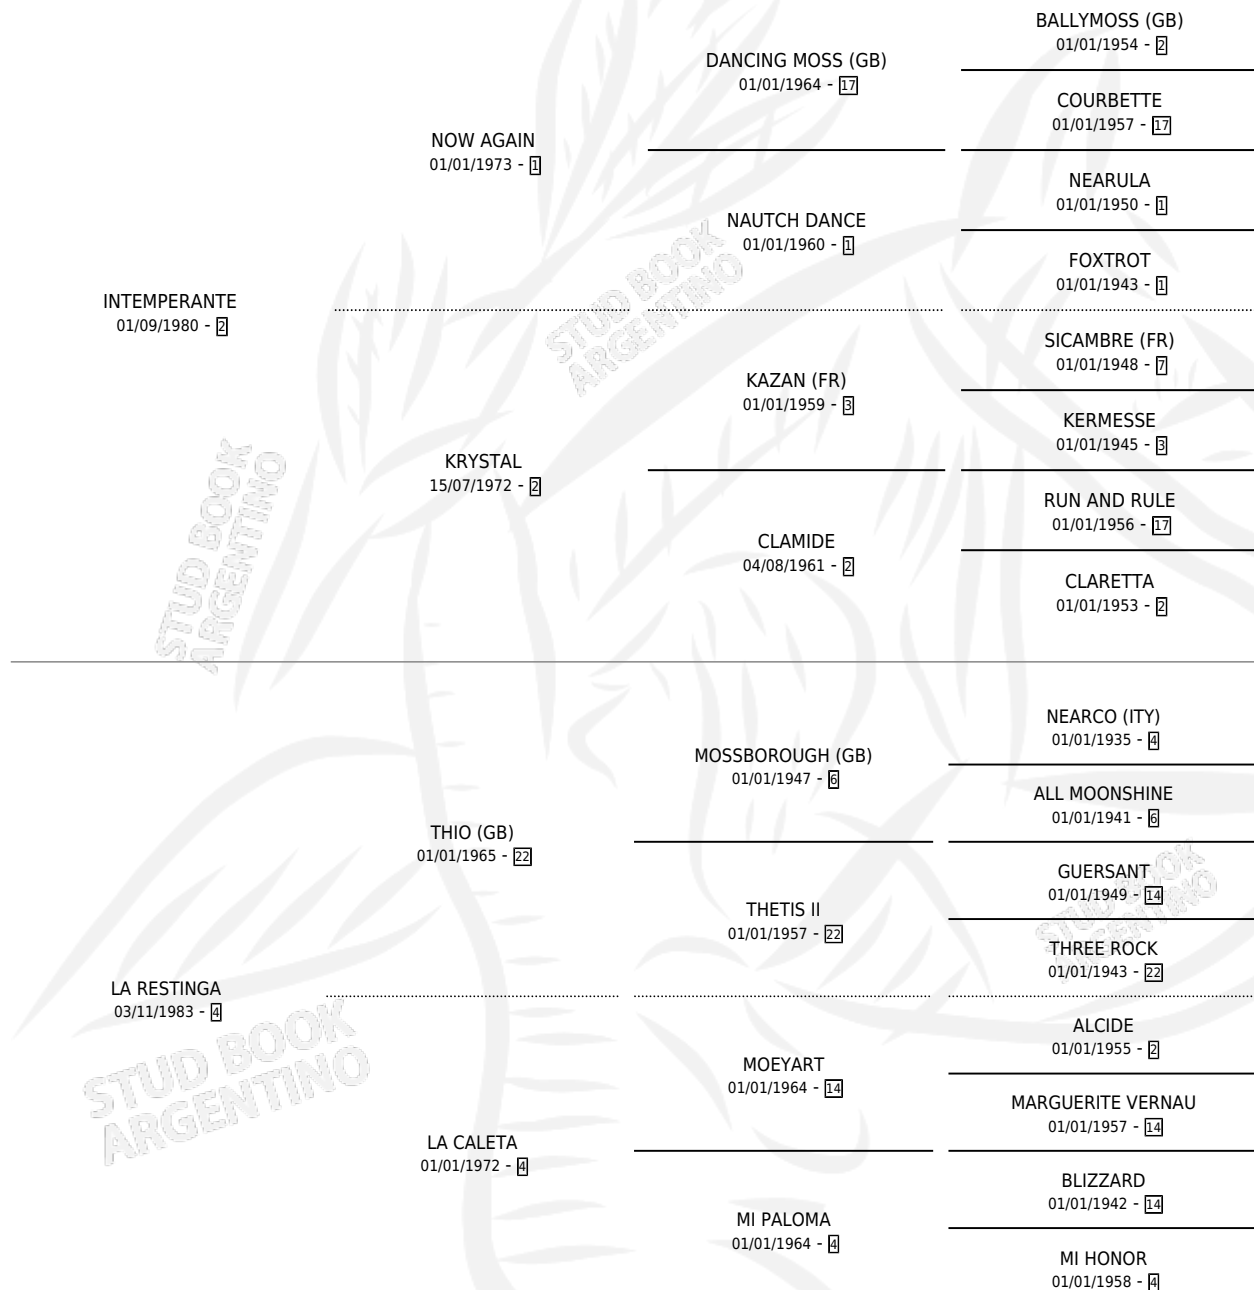 BALLYMOSS (GB)
01/01/1954 - 2
DANCING MOSS (GB)
01/01/1964 - 17
COURBETTE
01/01/1957 - 17
NOW AGAIN
01/01/1973 - 1
NEARULA
01/01/1950 - 1
NAUTCH DANCE
01/01/1960 - 1
FOXTROT
01/01/1943 - 1
INTEMPERANTE
01/09/1980 - 2
SICAMBRE (FR)
01/01/1948 - 7
KAZAN (FR)
01/01/1959 - 3
KERMESSE
01/01/1945 - 3
KRYSTAL
15/07/1972 - 2
RUN AND RULE
01/01/1956 - 17
CLAMIDE
04/08/1961 - 2
CLARETTA
01/01/1953 - 2
NEARCO (ITY)
01/01/1935 - 4
MOSSBOROUGH (GB)
01/01/1947 - 6
ALL MOONSHINE
01/01/1941 - 6
THIO (GB)
01/01/1965 - 22
GUERSANT
01/01/1949 - 14
THETIS II
01/01/1957 - 22
THREE ROCK
01/01/1943 - 22
LA RESTINGA
03/11/1983 - 4
ALCIDE
01/01/1955 - 2
MOEYART
01/01/1964 - 14
MARGUERITE VERNAU
01/01/1957 - 14
LA CALETA
01/01/1972 - 4
BLIZZARD
01/01/1942 - 14
MI PALOMA
01/01/1964 - 4
MI HONOR
01/01/1958 - 4
STUD BOOK
ARGENTINO
STUD BOOK
ARGENTINO
STUD BOOK
ARGENTINO
STUD BOOK
ARGENTINO